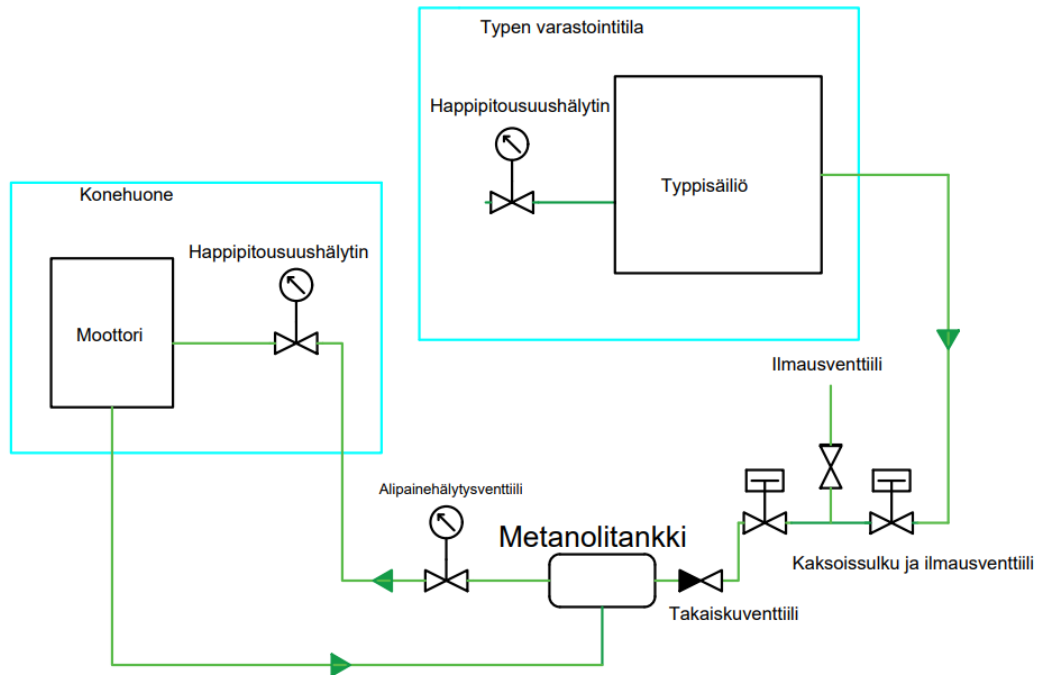 Typen varastointitila
Happipitousuushälytin
Typpisäiliö
Konehuone
Happipitousuushälytin
Moottori
Ilmausventtiili
Alipainehälytysventtiili
Metanolitankki
Kaksoissulku ja ilmausventtiili
Takaiskuventtiili